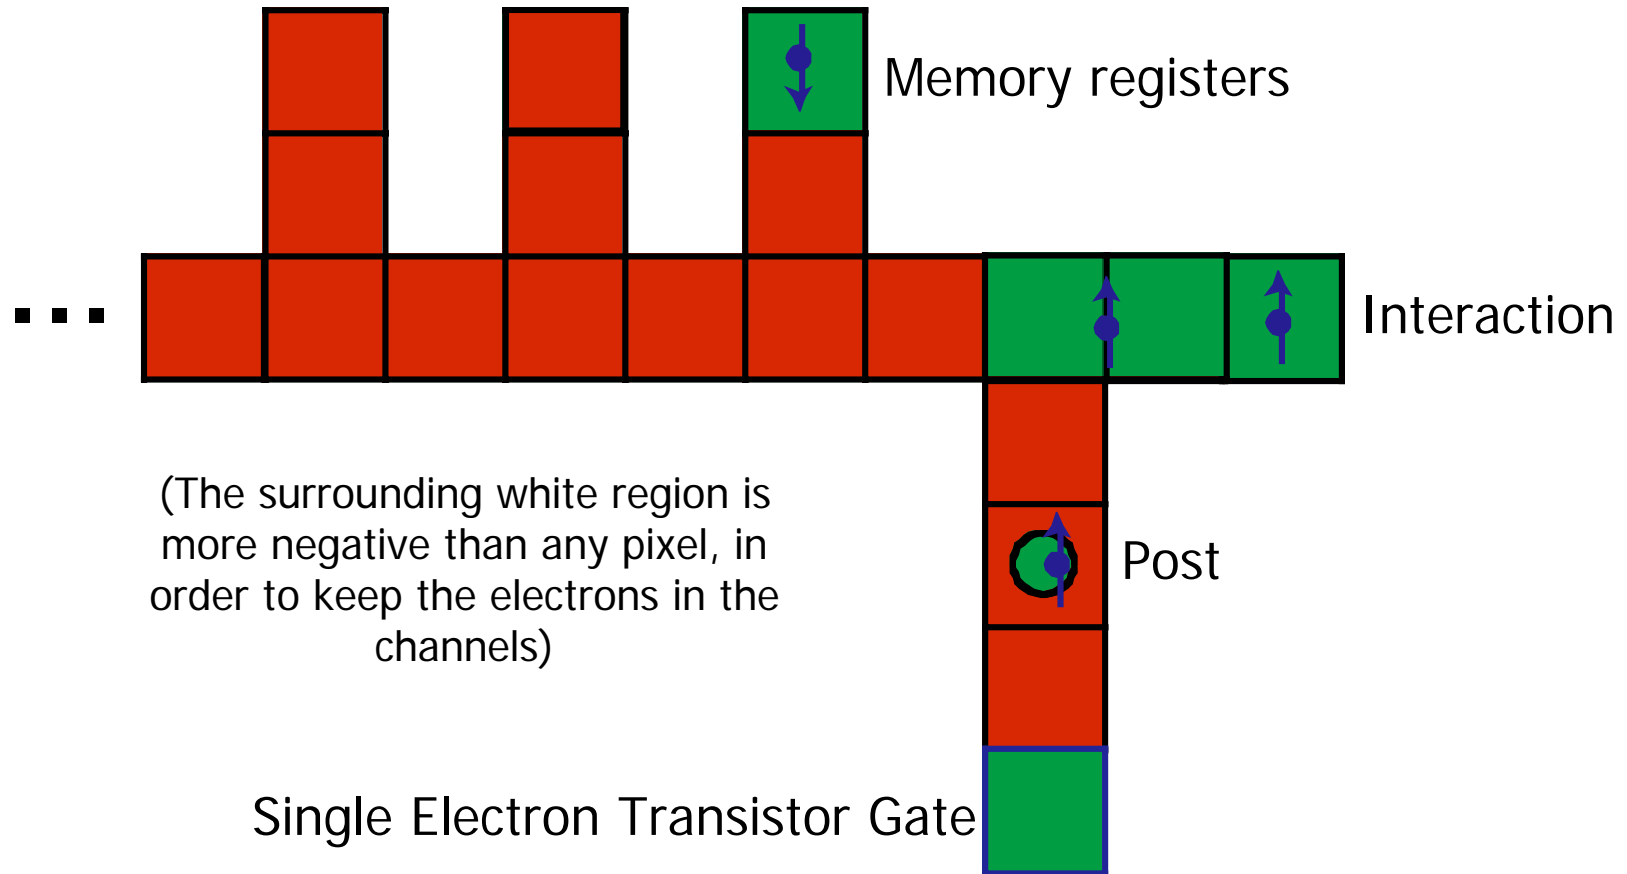 Memory registers
Interaction
(The surrounding white region is
more negative than any pixel, in
order to keep the electrons in the
channels)
Post
Single Electron Transistor Gate